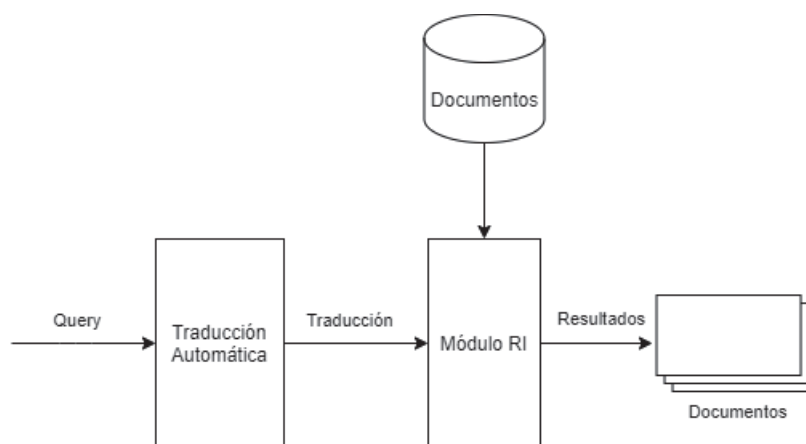 Documentos
Query
Traducción
Automática
Traducción
Módulo RI
Resultados
Documentos